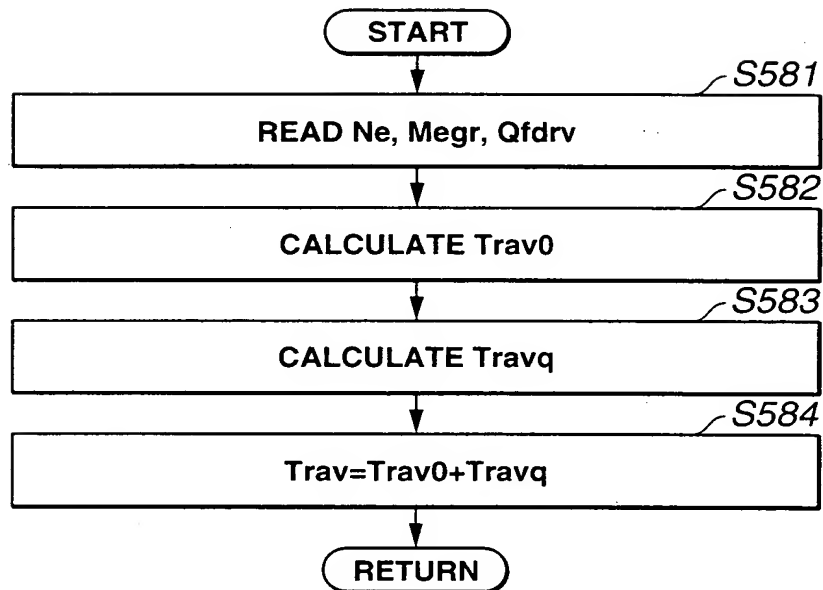 START
S581
READ Ne, Megr, Qfdrv
S582
CALCULATE Trav0
S583
CALCULATE Travq
S584
Trav=Trav0+Travq
RETURN